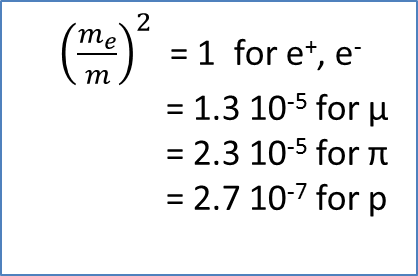 (mₑ/m)² = 1 for e⁺, e⁻
= 1.3 10⁻⁵ for μ
= 2.3 10⁻⁵ for π
= 2.7 10⁻⁷ for p